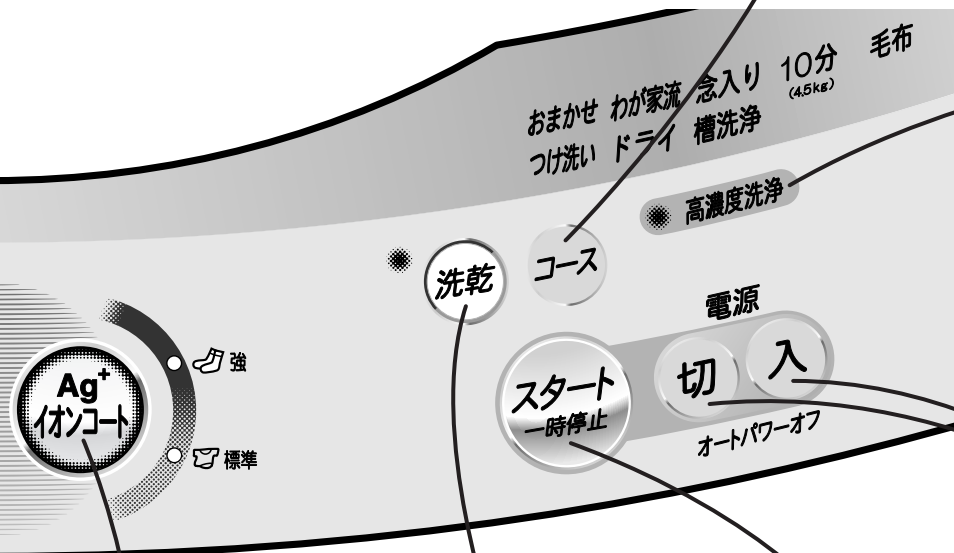 おまかせ わが家流 念入り 10分 毛布
(4.5kg)
つけ洗い ドライ 槽洗浄
高濃度洗浄
洗乾
コース
電源
切
入
オートパワーオフ
スタート
一時停止
Ag+
イオンコート
強
標準